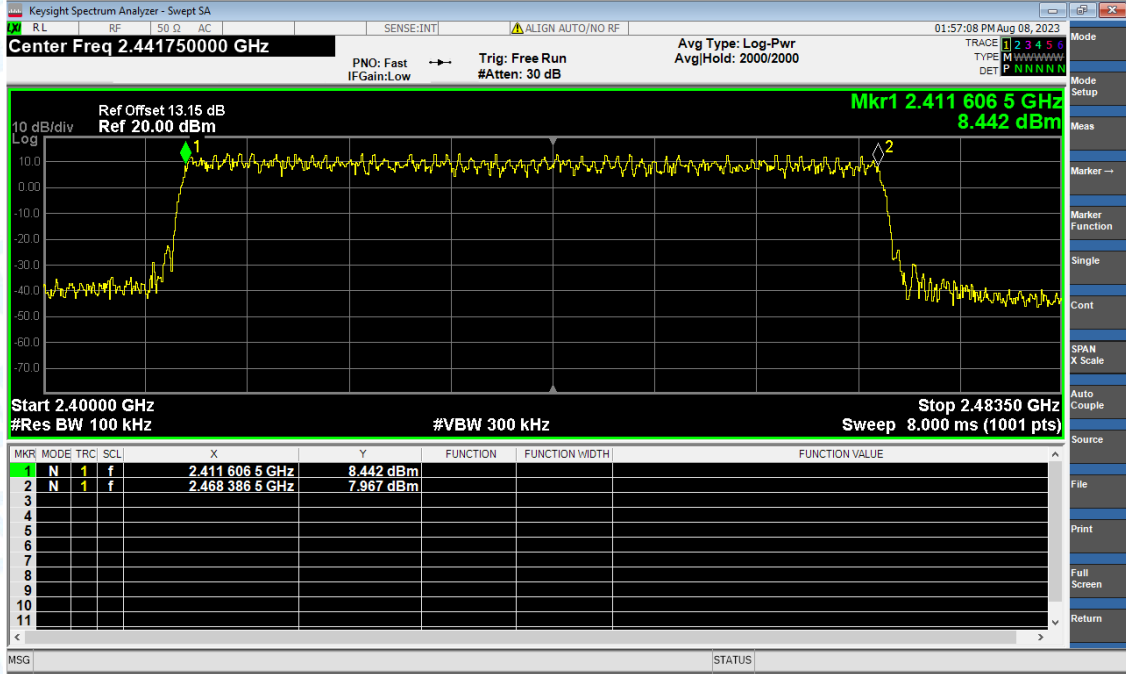 Keysight Spectrum Analyzer - Swept SA
LXI RL RF 50 Ω AC SENSE:INT ALIGN AUTO/NO RF 01:57:08 PM Aug 08, 2023
Center Freq 2.441750000 GHz
PNO: Fast
IFGain:Low
Trig: Free Run
#Atten: 30 dB
Avg Type: Log-Pwr
Avg|Hold: 2000/2000
TRACE 1 2 3 4 5 6
TYPE M W W W W W
DET P N N N N N
Ref Offset 13.15 dB
Ref 20.00 dBm
10 dB/div
Log
Mkr1 2.411 606 5 GHz
8.442 dBm
1
2
10.0
0.00
-10.0
-20.0
-30.0
-40.0
-50.0
-60.0
-70.0
Start 2.40000 GHz Stop 2.48350 GHz
#Res BW 100 kHz #VBW 300 kHz Sweep 8.000 ms (1001 pts)
MKR MODE TRC SCL X Y FUNCTION FUNCTION WIDTH FUNCTION VALUE
1 N 1 f 2.411 606 5 GHz 8.442 dBm
2 N 1 f 2.468 386 5 GHz 7.967 dBm
3
4
5
6
7
8
9
10
11
MSG STATUS
Mode
Mode
Setup
Meas
Marker →
Marker
Function
Single
Cont
SPAN
X Scale
Auto
Couple
Source
File
Print
Full
Screen
Return